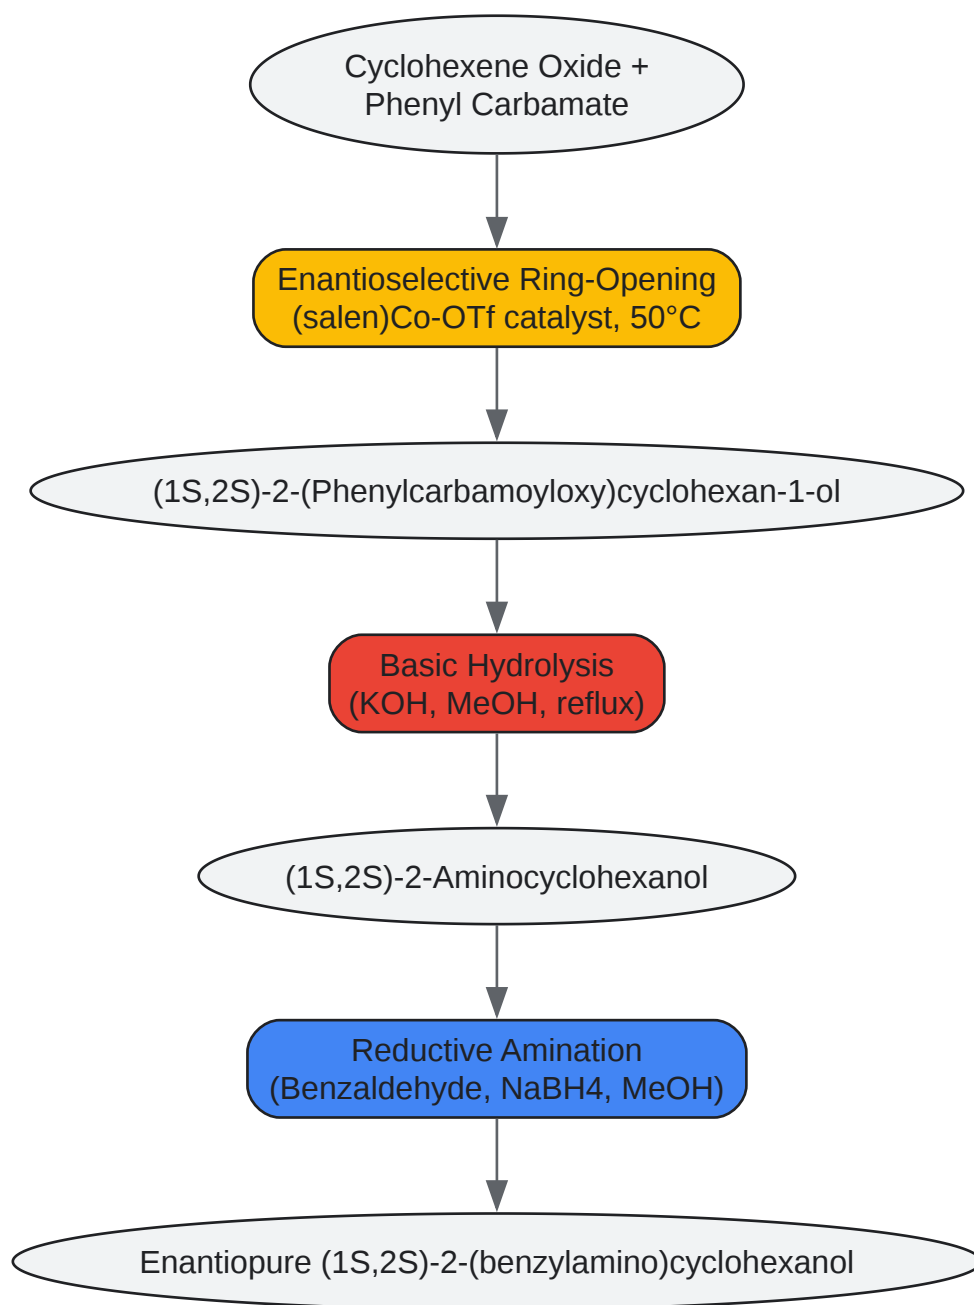 Cyclohexene Oxide +
Phenyl Carbamate
Enantioselective Ring-Opening
(salen)Co-OTf catalyst, 50°C
(1S,2S)-2-(Phenylcarbamoyloxy)cyclohexan-1-ol
Basic Hydrolysis
(KOH, MeOH, reflux)
(1S,2S)-2-Aminocyclohexanol
Reductive Amination
(Benzaldehyde, NaBH4, MeOH)
Enantiopure (1S,2S)-2-(benzylamino)cyclohexanol